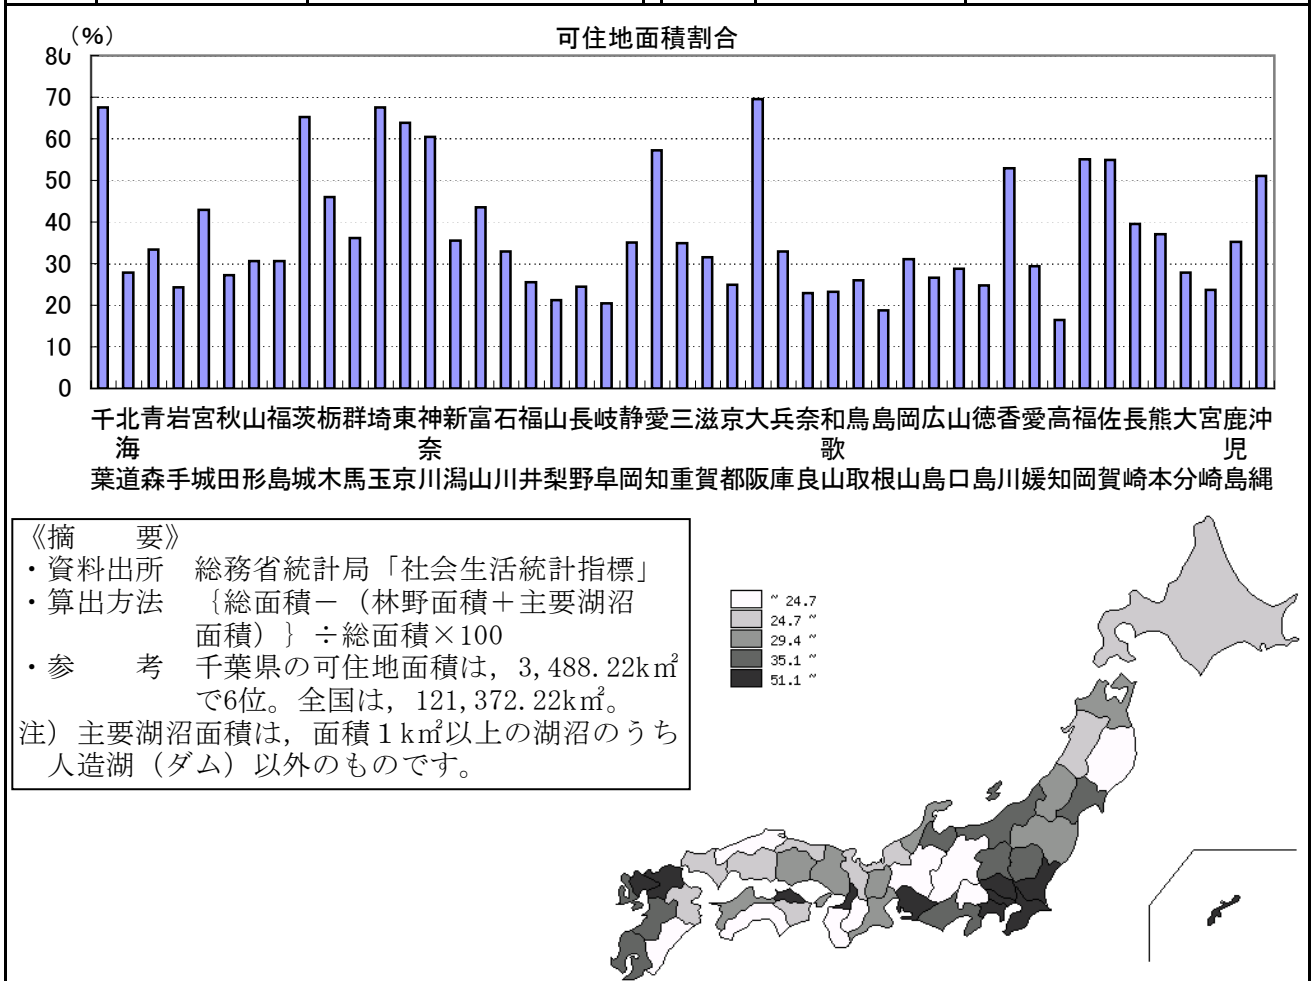 可住地面積割合
（%）
80
70
60
50
40
30
20
10
0
千葉
北海道
青森
岩手
宮城
秋田
山形
福島
茨城
栃木
群馬
埼玉
東京
神奈川
新潟
富山
石川
福井
山梨
長野
岐阜
静岡
愛知
三重
滋賀
京都
大阪
兵庫
奈良
和歌山
鳥取
島根
岡山
広島
山口
徳島
香川
愛媛
高知
福岡
佐賀
長崎
熊本
大分
宮崎
鹿児島
沖縄
《摘　　要》
・資料出所　総務省統計局「社会生活統計指標」
・算出方法　｛総面積－（林野面積＋主要湖沼
面積）｝÷総面積×100
・参　　考　千葉県の可住地面積は，3,488.22k㎡
で6位。全国は，121,372.22k㎡。
注）主要湖沼面積は，面積１k㎡以上の湖沼のうち
人造湖（ダム）以外のものです。
~ 24.7
24.7 ~
29.4 ~
35.1 ~
51.1 ~